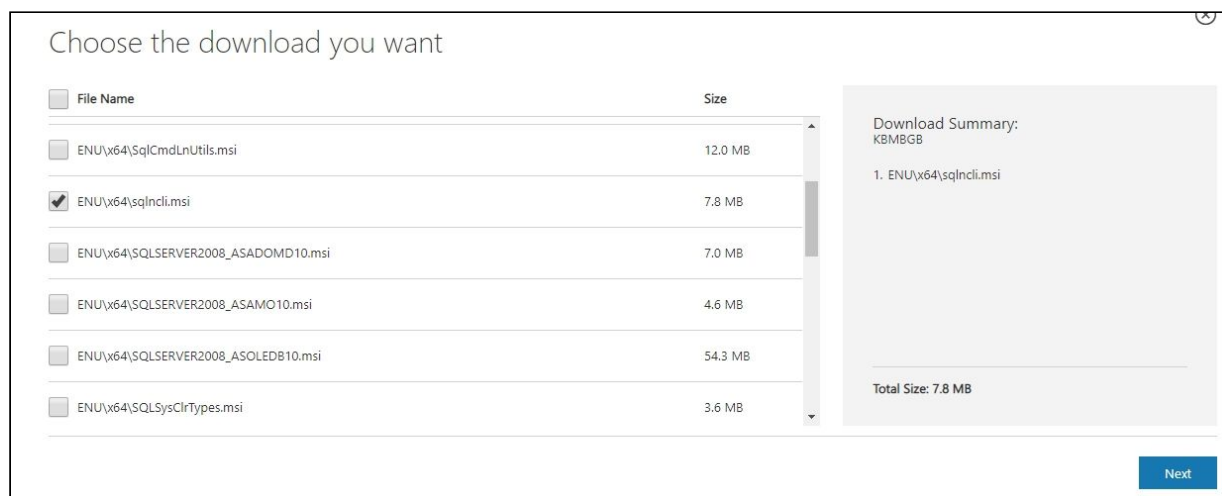 Choose the download you want
File Name Size
ENU\x64\SqlCmdLnUtils.msi 12.0 MB
ENU\x64\sqlncli.msi 7.8 MB
ENU\x64\SQLSERVER2008_ASADOMD10.msi 7.0 MB
ENU\x64\SQLSERVER2008_ASAMO10.msi 4.6 MB
ENU\x64\SQLSERVER2008_ASOLEDB10.msi 54.3 MB
ENU\x64\SQLSysClrTypes.msi 3.6 MB
Download Summary:
KBMBGB
1. ENU\x64\sqlncli.msi
Total Size: 7.8 MB
Next